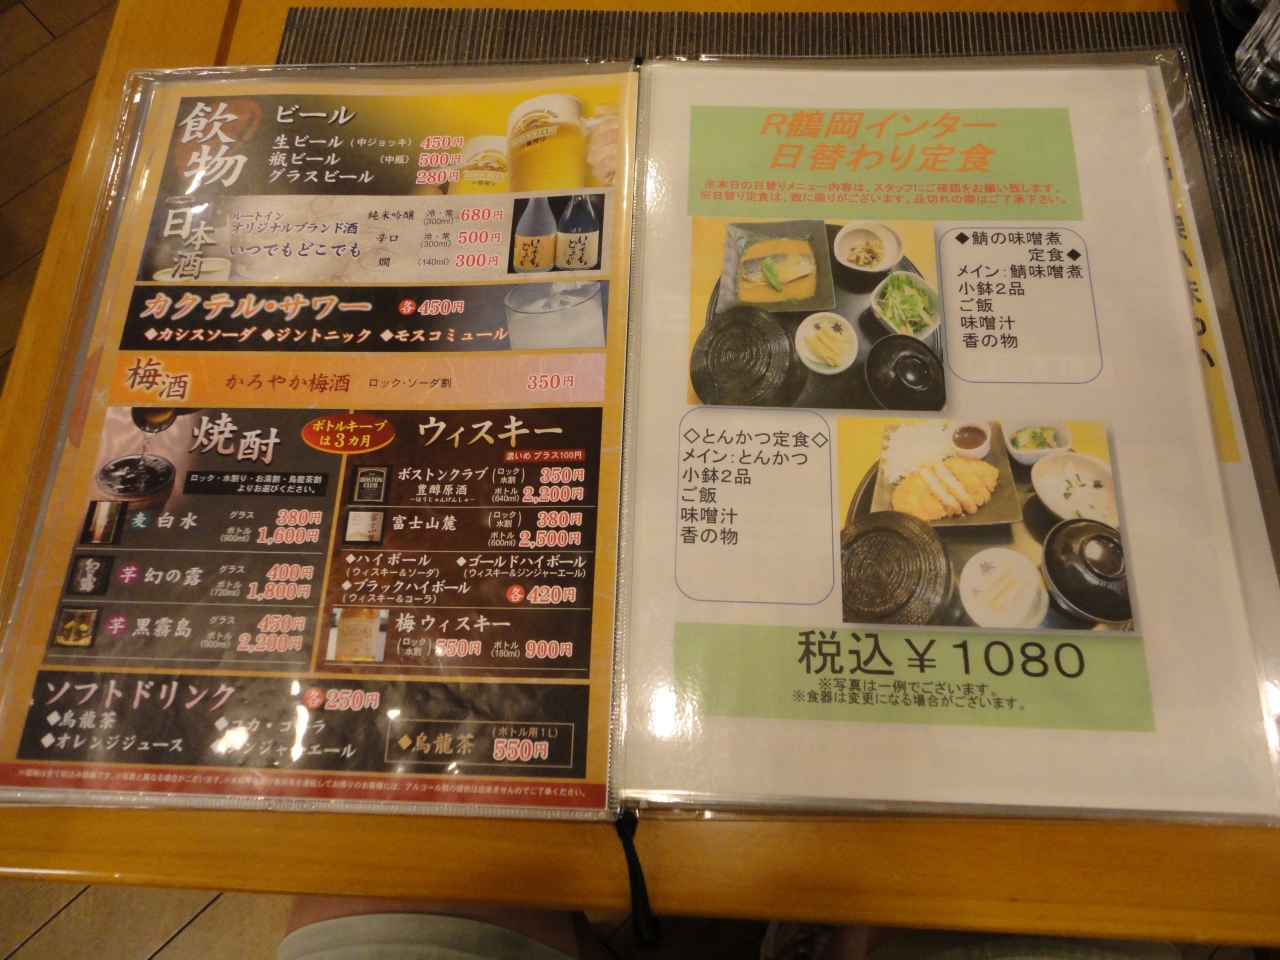 飲物
ビール
生ビール (中ジョッキ) 450円
瓶ビール (中瓶) 500円
グラスビール 280円
日本酒
ルートイン
オリジナルブランド酒
いつでもどこでも
純米吟醸 冷・常 (300ml) 680円
辛口 冷・常 (300ml) 500円
燗 (140ml) 300円
カクテル・サワー 各450円
◆カシスソーダ ◆ジントニック ◆モスコミュール
梅酒 かろやか梅酒 ロック・ソーダ割 350円
焼酎
ボトルキープは3カ月
ロック・水割り・お湯割・烏龍茶割
よりお選びください。
麦 白水 グラス 380円
ボトル (900ml) 1,600円
芋 幻の露 グラス 400円
ボトル (720ml) 1,800円
芋 黒霧島 グラス 450円
ボトル (900ml) 2,200円
ウィスキー
濃いめ プラス100円
ボストンクラブ (ロック 水割) 350円
豊醇原酒 ボトル (640ml) 2,200円
―ほうじゅんげんしゅ―
富士山麓 (ロック 水割) 380円
ボトル (600ml) 2,500円
◆ハイボール (ウィスキー&ソーダ)
◆ゴールドハイボール (ウィスキー&ジンジャーエール)
◆ブラックハイボール (ウィスキー&コーラ) 各420円
梅ウィスキー
(ロック 水割) 550円 ボトル (180ml) 900円
ソフトドリンク 各250円
◆烏龍茶 ◆コカ・コーラ
◆オレンジジュース ◆ジンジャーエール
◆烏龍茶 (ボトル用1L) 550円
R鶴岡インター
日替わり定食
※本日の日替りメニュー内容は、スタッフにご確認をお願い致します。
※日替り定食は、数に限りがございます。品切れの際はご了承下さい。
◆鯖の味噌煮
定食◆
メイン:鯖味噌煮
小鉢2品
ご飯
味噌汁
香の物
◇とんかつ定食◇
メイン:とんかつ
小鉢2品
ご飯
味噌汁
香の物
税込¥1080
※写真は一例でございます。
※食器は変更になる場合がございます。